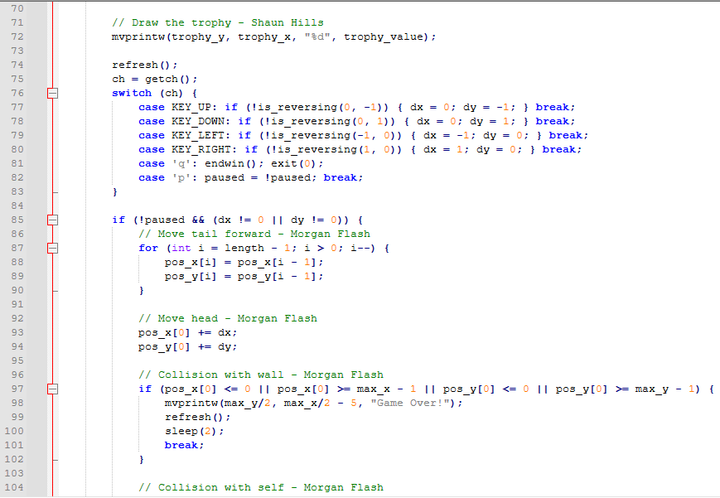 70
71 // Draw the trophy - Shaun Hills
72 mvprintw(trophy_y, trophy_x, "%d", trophy_value);
73
74 refresh();
75 ch = getch();
76 switch (ch) {
77 case KEY_UP: if (!is_reversing(0, -1)) { dx = 0; dy = -1; } break;
78 case KEY_DOWN: if (!is_reversing(0, 1)) { dx = 0; dy = 1; } break;
79 case KEY_LEFT: if (!is_reversing(-1, 0)) { dx = -1; dy = 0; } break;
80 case KEY_RIGHT: if (!is_reversing(1, 0)) { dx = 1; dy = 0; } break;
81 case 'q': endwin(); exit(0);
82 case 'p': paused = !paused; break;
83 }
84
85 if (!paused && (dx != 0 || dy != 0)) {
86 // Move tail forward - Morgan Flash
87 for (int i = length - 1; i > 0; i--) {
88 pos_x[i] = pos_x[i - 1];
89 pos_y[i] = pos_y[i - 1];
90 }
91
92 // Move head - Morgan Flash
93 pos_x[0] += dx;
94 pos_y[0] += dy;
95
96 // Collision with wall - Morgan Flash
97 if (pos_x[0] <= 0 || pos_x[0] >= max_x - 1 || pos_y[0] <= 0 || pos_y[0] >= max_y - 1) {
98 mvprintw(max_y/2, max_x/2 - 5, "Game Over!");
99 refresh();
100 sleep(2);
101 break;
102 }
103
104 // Collision with self - Morgan Flash